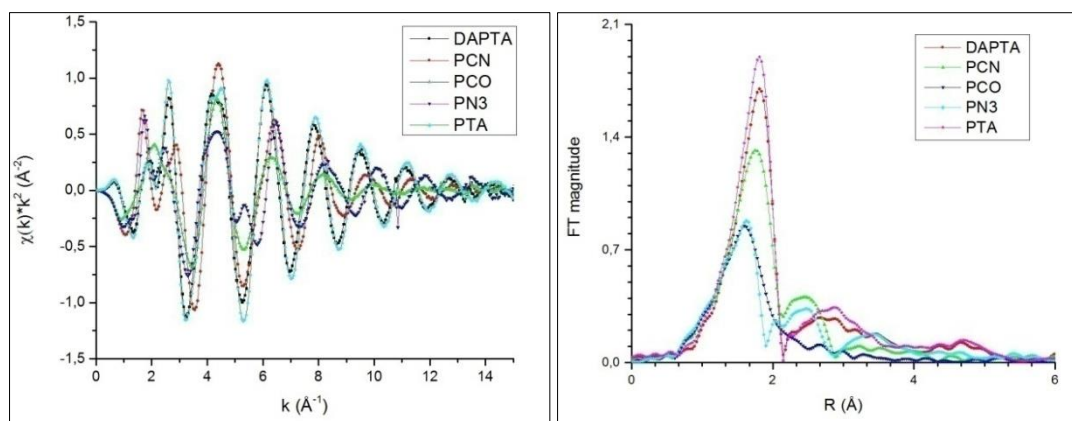 1,5
1,0
0,5
0,0
-0,5
-1,0
-1,5
χ(k)*k² (Å⁻²)
DAPTA
PCN
PCO
PN3
PTA
0 2 4 6 8 10 12 14
k (Å⁻¹)
2,1
1,4
0,7
0,0
FT magnitude
DAPTA
PCN
PCO
PN3
PTA
0 2 4 6
R (Å)